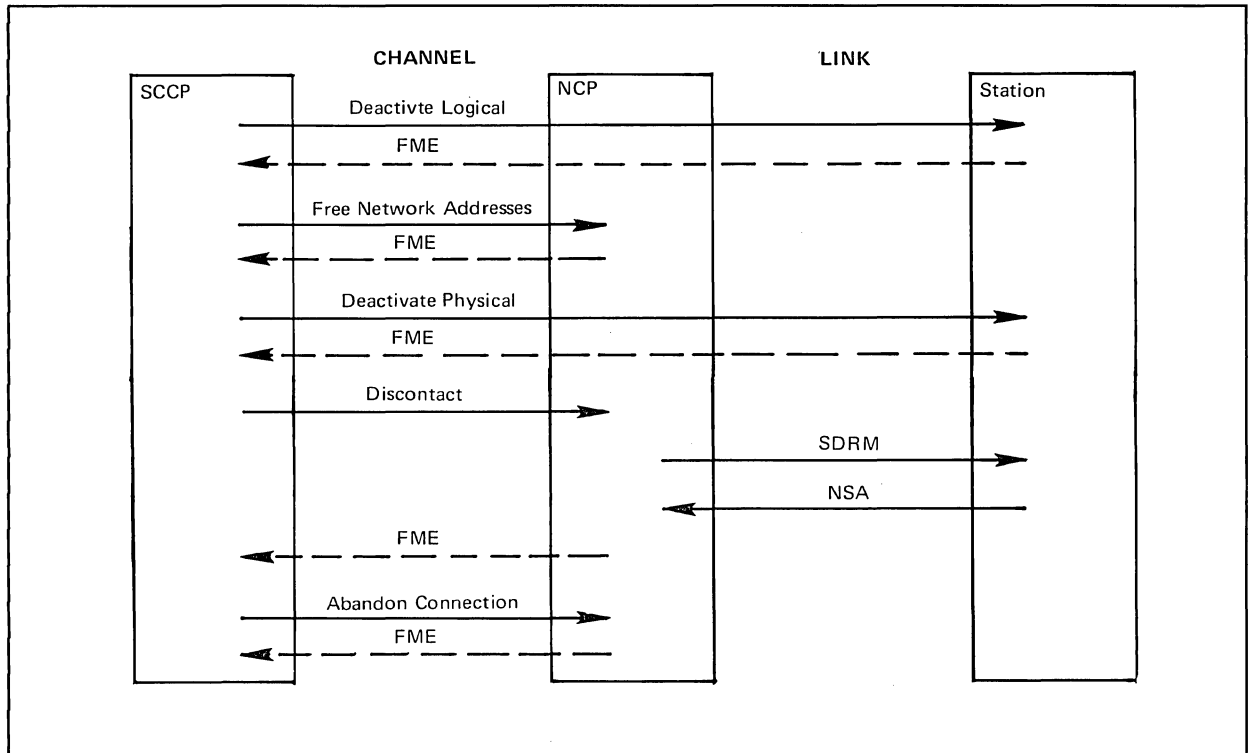 CHANNEL
LINK
SCCP
NCP
Station
Deactivte Logical
FME
Free Network Addresses
FME
Deactivate Physical
FME
Discontact
SDRM
NSA
FME
Abandon Connection
FME